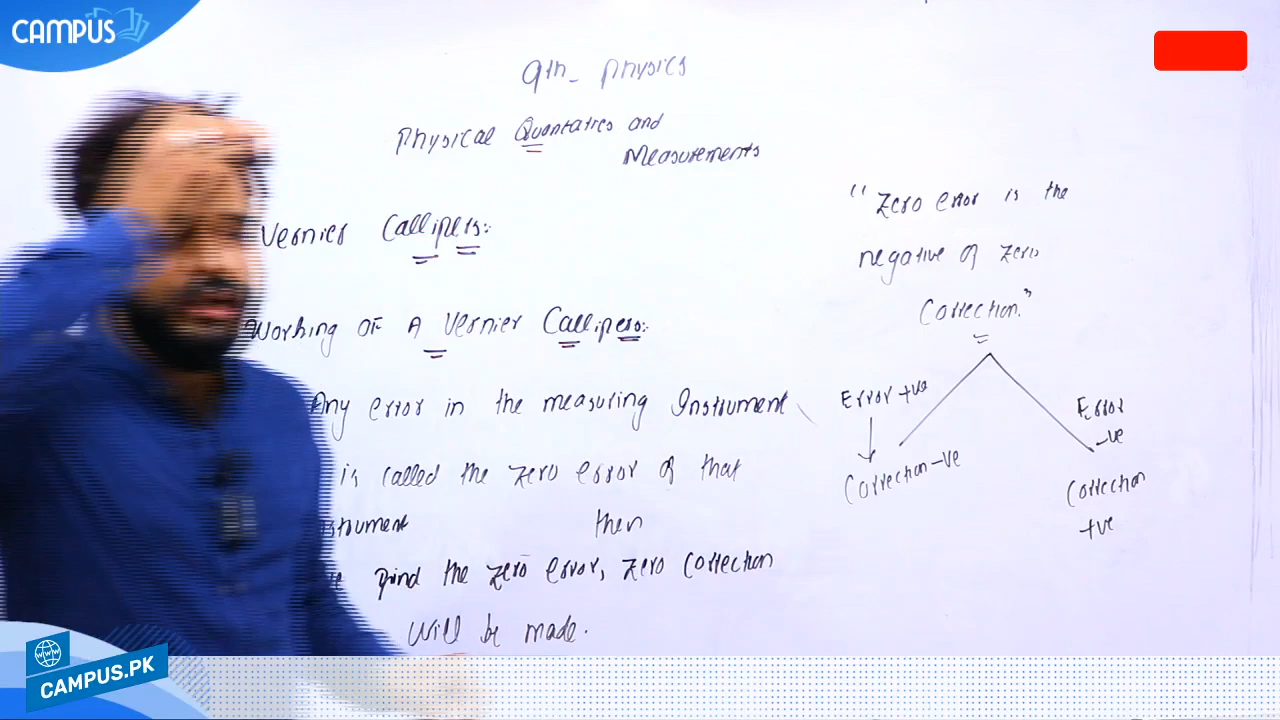 CAMPUS
9th - Physics
Physical Quantaties and
Measurements
Vernier Callipers:
Working OF A Vernier Callipers:
Any error in the measuring Instrument
is called the zero error of that
then
find the zero error, zero correction
will be made.
"Zero error is the
negative of zero
Correction."
Error +ve
Correction -ve
Error
-ve
Correction
+ve
WWW
CAMPUS.PK